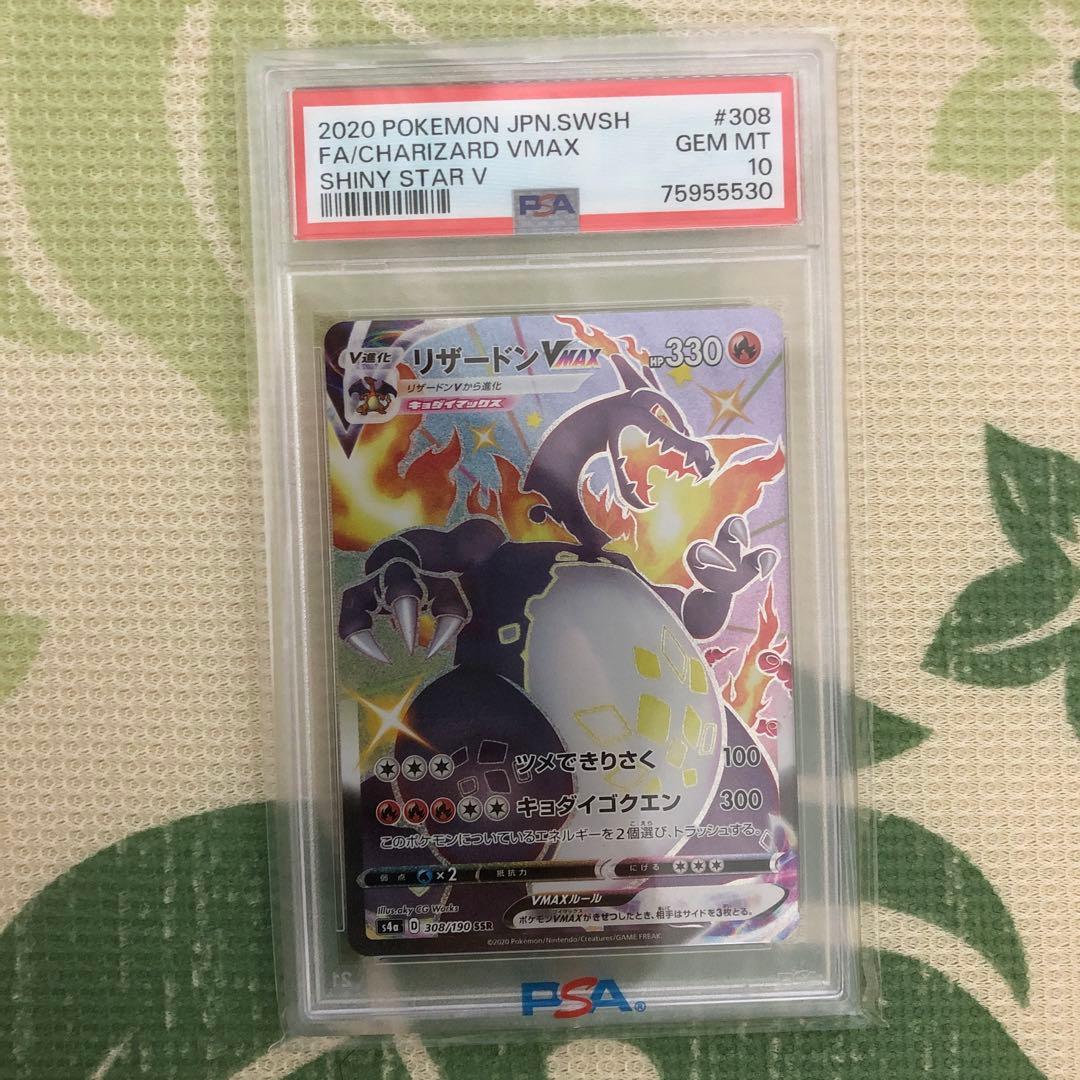 2020 POKEMON JPN.SWSH #308
FA/CHARIZARD VMAX GEM MT
SHINY STAR V 10
PSA 75955530
V進化 リザードンVMAX HP330
リザードンVから進化
キョダイマックス
ツメできりさく 100
キョダイゴクエン 300
このポケモンについているエネルギーを2個選び、トラッシュする。
弱点 ×2 抵抗力 にげる
VMAXルール
ポケモンVMAXがきぜつしたとき、相手はサイドを3枚とる。
Illus.aky CG Works
s4a D 308/190 SSR
©2020 Pokémon/Nintendo/Creatures/GAME FREAK.
PSA®